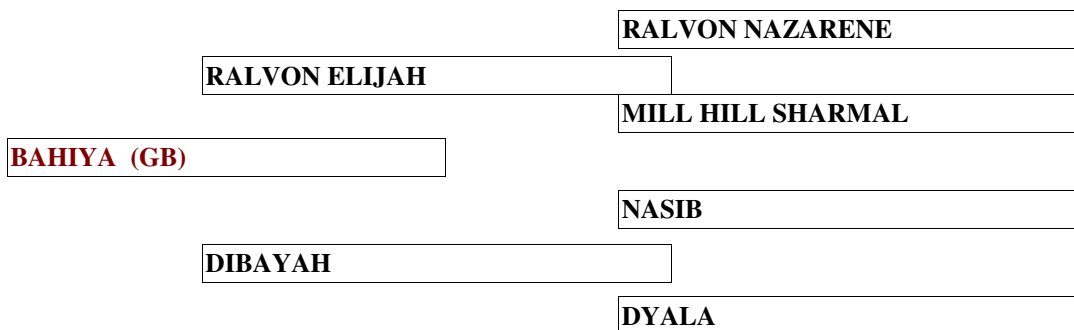 RALVON NAZARENE
RALVON ELIJAH
MILL HILL SHARMAL
BAHIYA (GB)
NASIB
DIBAYAH
DYALA